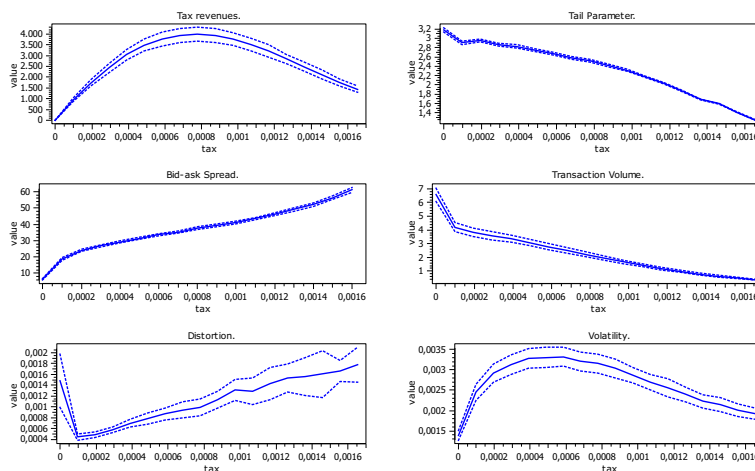 Tax revenues.
4.000
3.500
3.000
2.500
2.000
1.500
1.000
500
0
value
0 0,0002 0,0004 0,0006 0,0008 0,001 0,0012 0,0014 0,0016
tax
Tail Parameter.
3,2
3
2,8
2,6
2,4
2,2
2
1,8
1,6
1,4
value
0 0,0002 0,0004 0,0006 0,0008 0,001 0,0012 0,0014 0,0016
tax
Bid-ask Spread.
60
50
40
30
20
10
value
0 0,0002 0,0004 0,0006 0,0008 0,001 0,0012 0,0014 0,0016
tax
Transaction Volume.
7
6
5
4
3
2
1
value
0 0,0002 0,0004 0,0006 0,0008 0,001 0,0012 0,0014 0,0016
tax
Distortion.
0,002
0,0018
0,0016
0,0014
0,0012
0,001
0,0008
0,0006
0,0004
value
0 0,0002 0,0004 0,0006 0,0008 0,001 0,0012 0,0014 0,0016
tax
Volatility.
0,0035
0,003
0,0025
0,002
0,0015
value
0 0,0002 0,0004 0,0006 0,0008 0,001 0,0012 0,0014 0,0016
tax